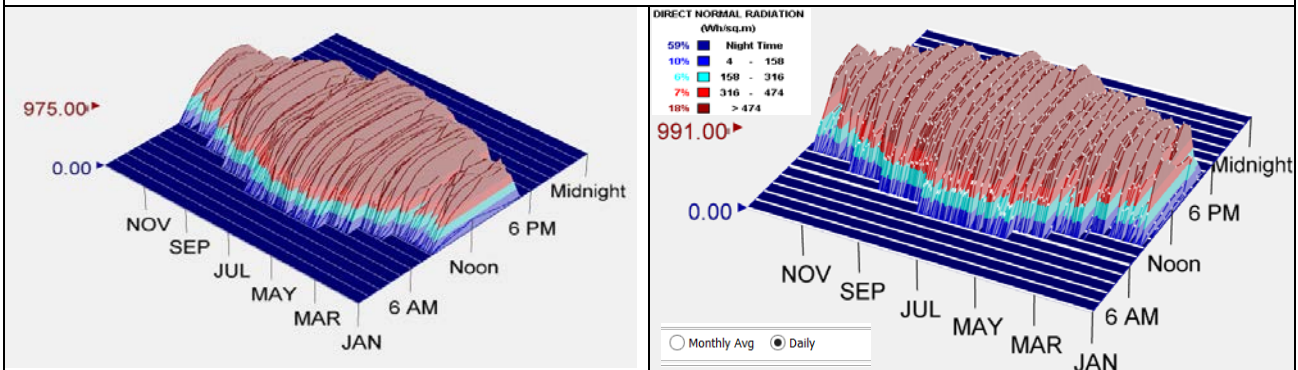 975.00
0.00
NOV
SEP
JUL
MAY
MAR
JAN
6 AM
Noon
6 PM
Midnight
DIRECT NORMAL RADIATION
(Wh/sq.m)
59% Night Time
10% 4 - 158
6% 158 - 316
7% 316 - 474
18% > 474
991.00
0.00
NOV
SEP
JUL
MAY
MAR
JAN
6 AM
Noon
6 PM
Midnight
Monthly Avg Daily